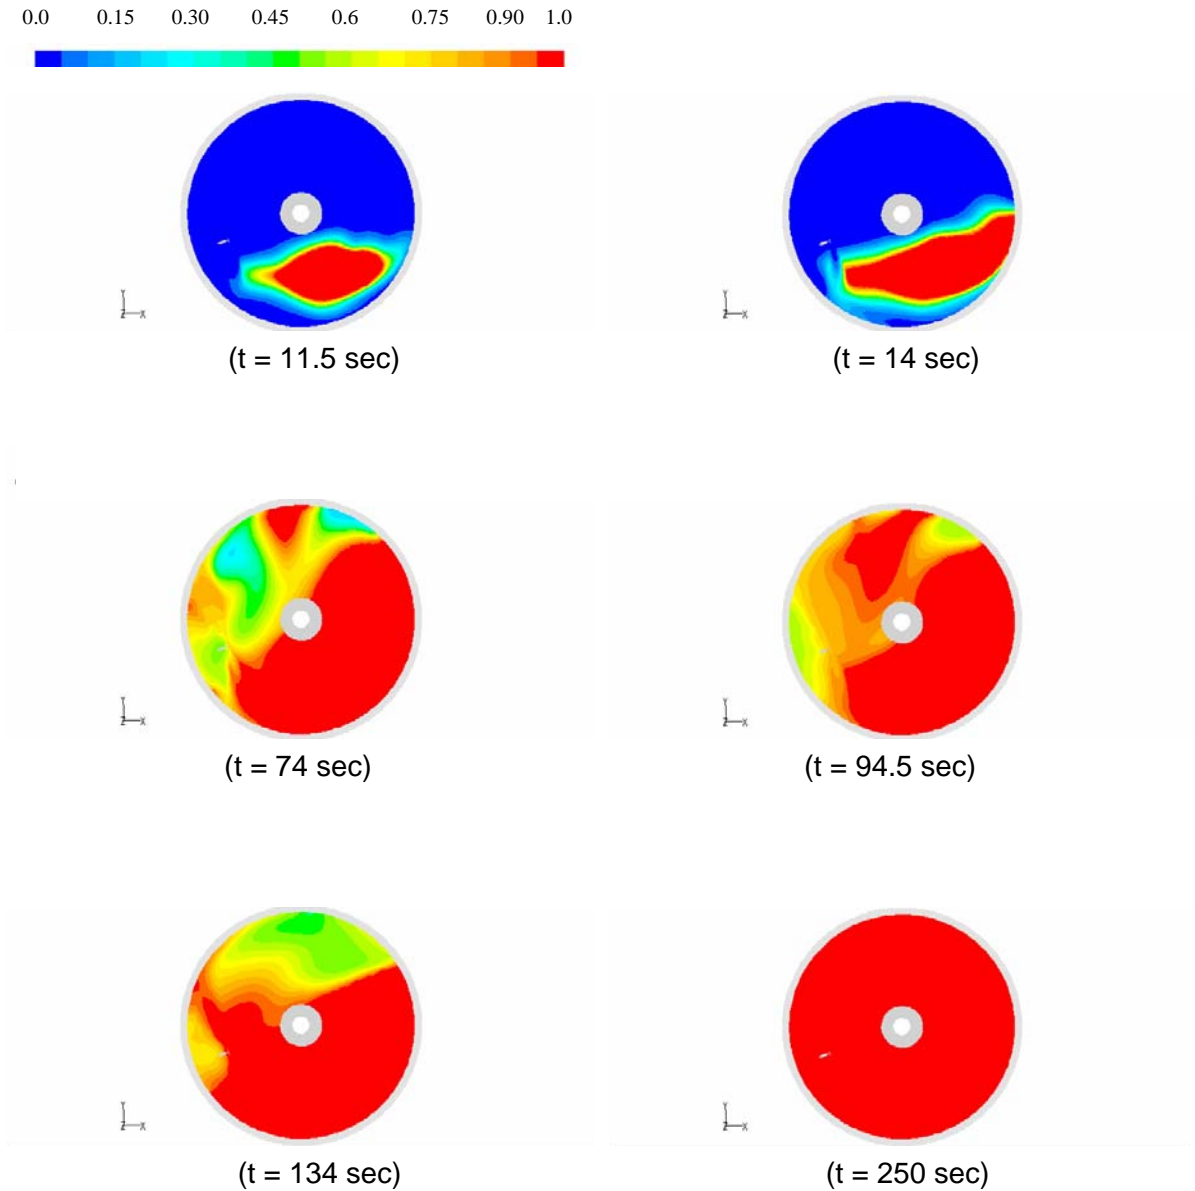 0.0 0.15 0.30 0.45 0.6 0.75 0.90 1.0
Y
Z X
(t = 11.5 sec)
Y
Z X
(t = 14 sec)
Y
Z X
(t = 74 sec)
Y
Z X
(t = 94.5 sec)
Y
Z X
(t = 134 sec)
Y
Z X
(t = 250 sec)